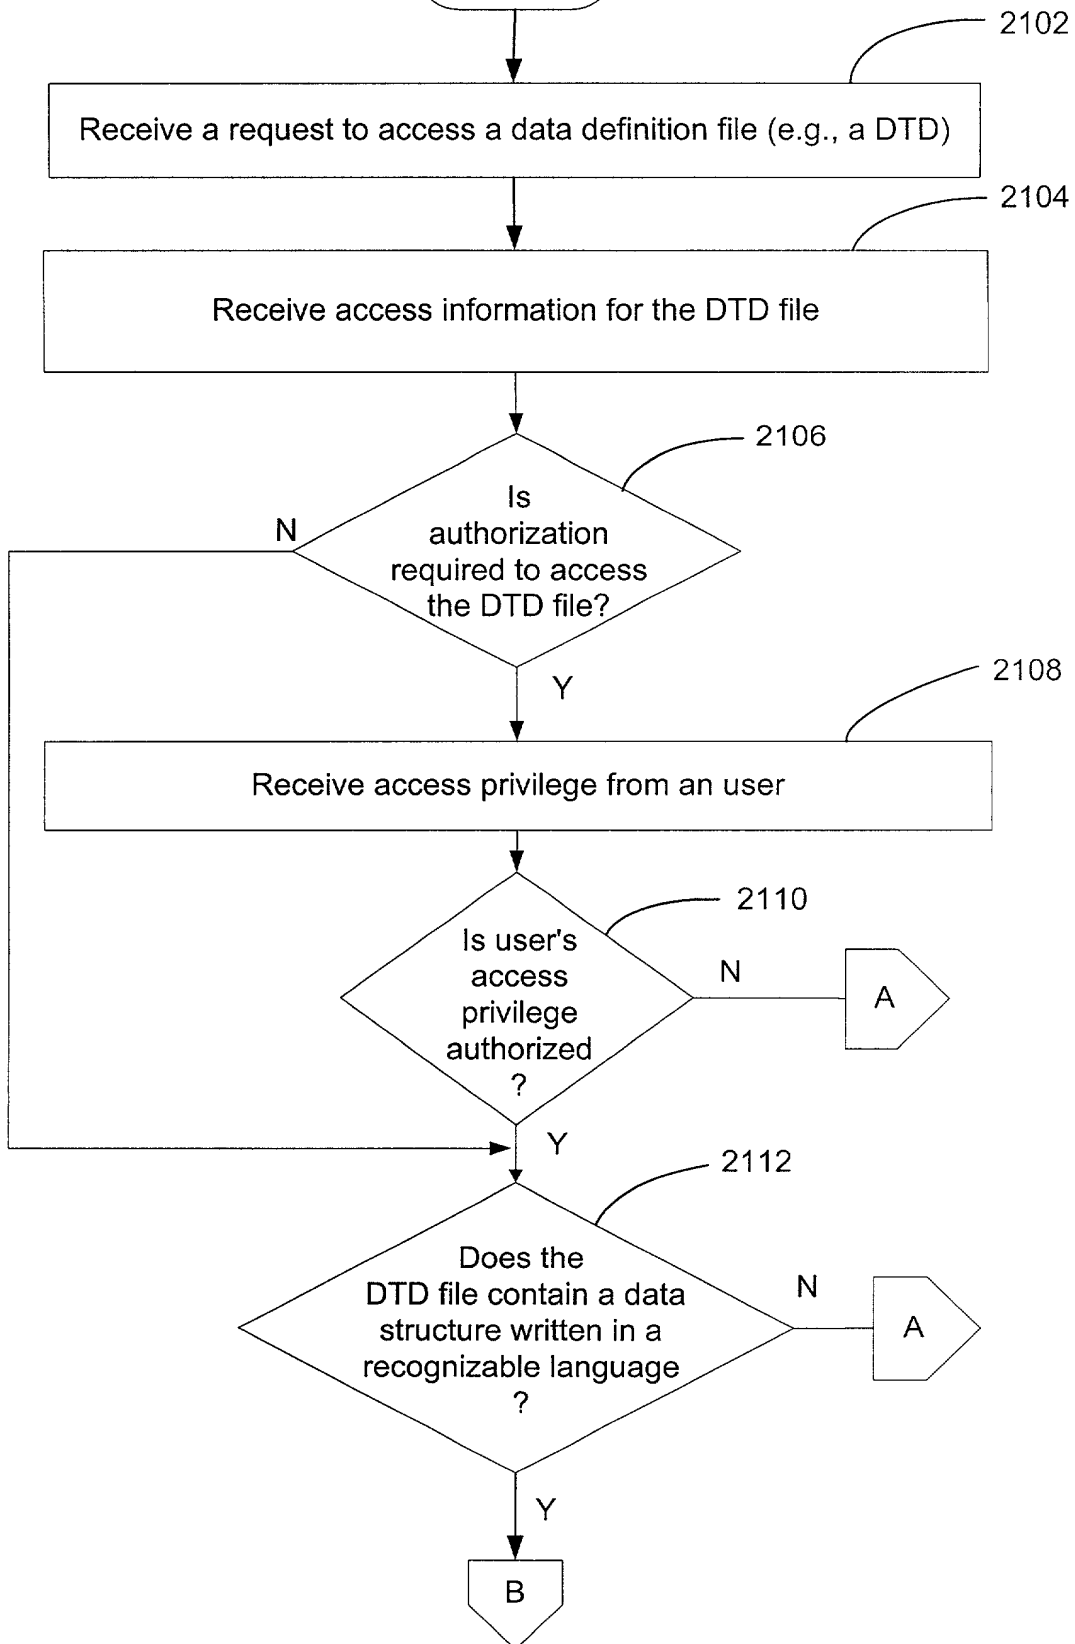 2102
Receive a request to access a data definition file (e.g., a DTD)
2104
Receive access information for the DTD file
2106
Is
authorization
required to access
the DTD file?
N
Y
2108
Receive access privilege from an user
2110
Is user's
access
privilege
authorized
?
N
A
Y
2112
Does the
DTD file contain a data
structure written in a
recognizable language
?
N
A
Y
B